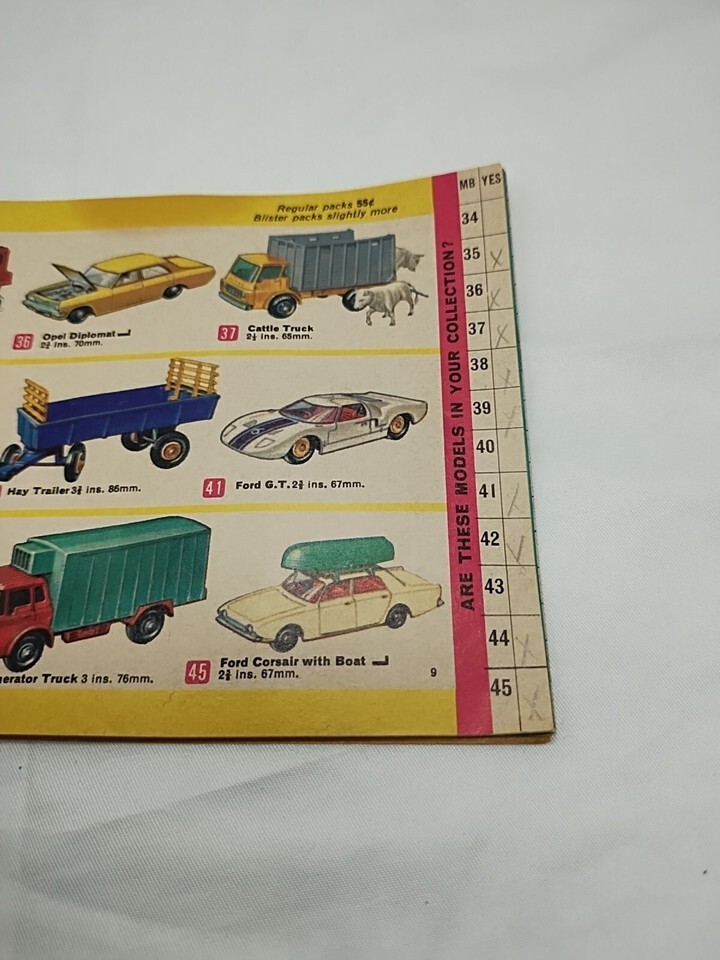 Regular packs 55¢
Blister packs slightly more
36 Opel Diplomat
2¾ ins. 70mm.
37 Cattle Truck
2½ ins. 65mm.
Hay Trailer 3⅜ ins. 86mm.
41 Ford G.T. 2⅝ ins. 67mm.
erator Truck 3 ins. 76mm.
45 Ford Corsair with Boat
2⅝ ins. 67mm.
9
ARE THESE MODELS IN YOUR COLLECTION?
MB YES
34
35 X
36 X
37 X
38 X
39
40
41
42
43
44 X
45